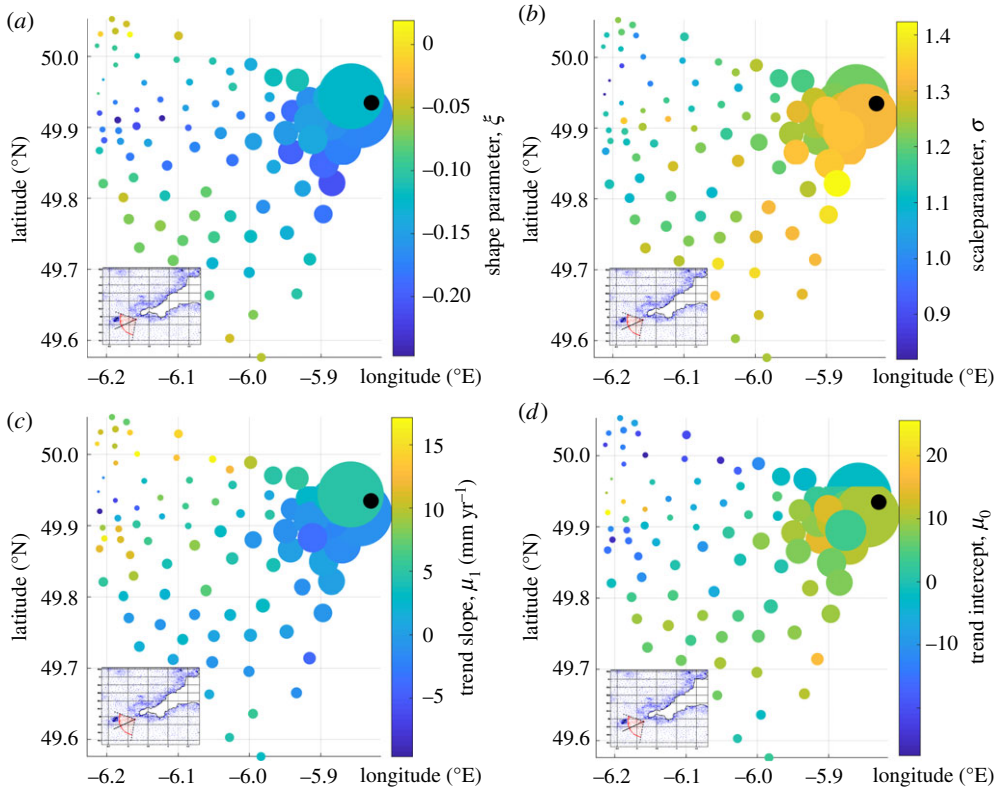 (a)
(b)
50.0
49.9
49.8
49.7
49.6
latitude (°N)
−6.2 −6.1 −6.0 −5.9 longitude (°E)
0
−0.05
−0.10
−0.15
−0.20
shape parameter, ξ
50.0
49.9
49.8
49.7
49.6
latitude (°N)
−6.2 −6.1 −6.0 −5.9 longitude (°E)
1.4
1.3
1.2
1.1
1.0
0.9
scaleparameter, σ
(c)
(d)
50.0
49.9
49.8
49.7
49.6
latitude (°N)
−6.2 −6.1 −6.0 −5.9 longitude (°E)
15
10
5
0
−5
trend slope, μ1 (mm yr−1)
50.0
49.9
49.8
49.7
49.6
latitude (°N)
−6.2 −6.1 −6.0 −5.9 longitude (°E)
20
10
0
−10
trend intercept, μ0